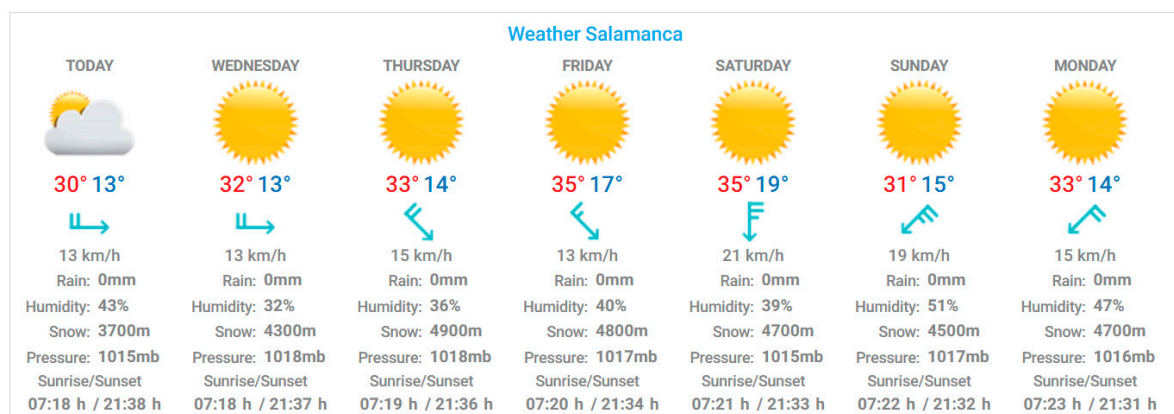 Weather Salamanca
TODAY WEDNESDAY THURSDAY FRIDAY SATURDAY SUNDAY MONDAY
30° 13° 32° 13° 33° 14° 35° 17° 35° 19° 31° 15° 33° 14°
13 km/h 13 km/h 15 km/h 13 km/h 21 km/h 19 km/h 15 km/h
Rain: 0mm Rain: 0mm Rain: 0mm Rain: 0mm Rain: 0mm Rain: 0mm Rain: 0mm
Humidity: 43% Humidity: 32% Humidity: 36% Humidity: 40% Humidity: 39% Humidity: 51% Humidity: 47%
Snow: 3700m Snow: 4300m Snow: 4900m Snow: 4800m Snow: 4700m Snow: 4500m Snow: 4700m
Pressure: 1015mb Pressure: 1018mb Pressure: 1018mb Pressure: 1017mb Pressure: 1015mb Pressure: 1017mb Pressure: 1016mb
Sunrise/Sunset Sunrise/Sunset Sunrise/Sunset Sunrise/Sunset Sunrise/Sunset Sunrise/Sunset Sunrise/Sunset
07:18 h / 21:38 h 07:18 h / 21:37 h 07:19 h / 21:36 h 07:20 h / 21:34 h 07:21 h / 21:33 h 07:22 h / 21:32 h 07:23 h / 21:31 h